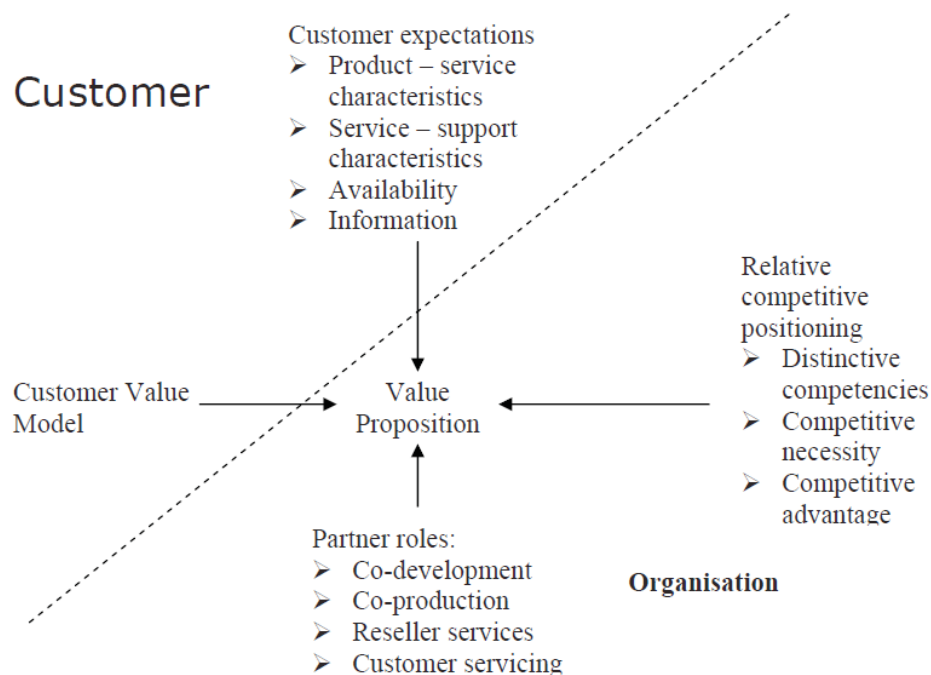 Customer
Customer expectations
➢ Product – service
characteristics
➢ Service – support
characteristics
➢ Availability
➢ Information
Relative
competitive
positioning
➢ Distinctive
competencies
➢ Competitive
necessity
➢ Competitive
advantage
Customer Value
Model
Value
Proposition
Partner roles:
➢ Co-development
➢ Co-production
➢ Reseller services
➢ Customer servicing
Organisation